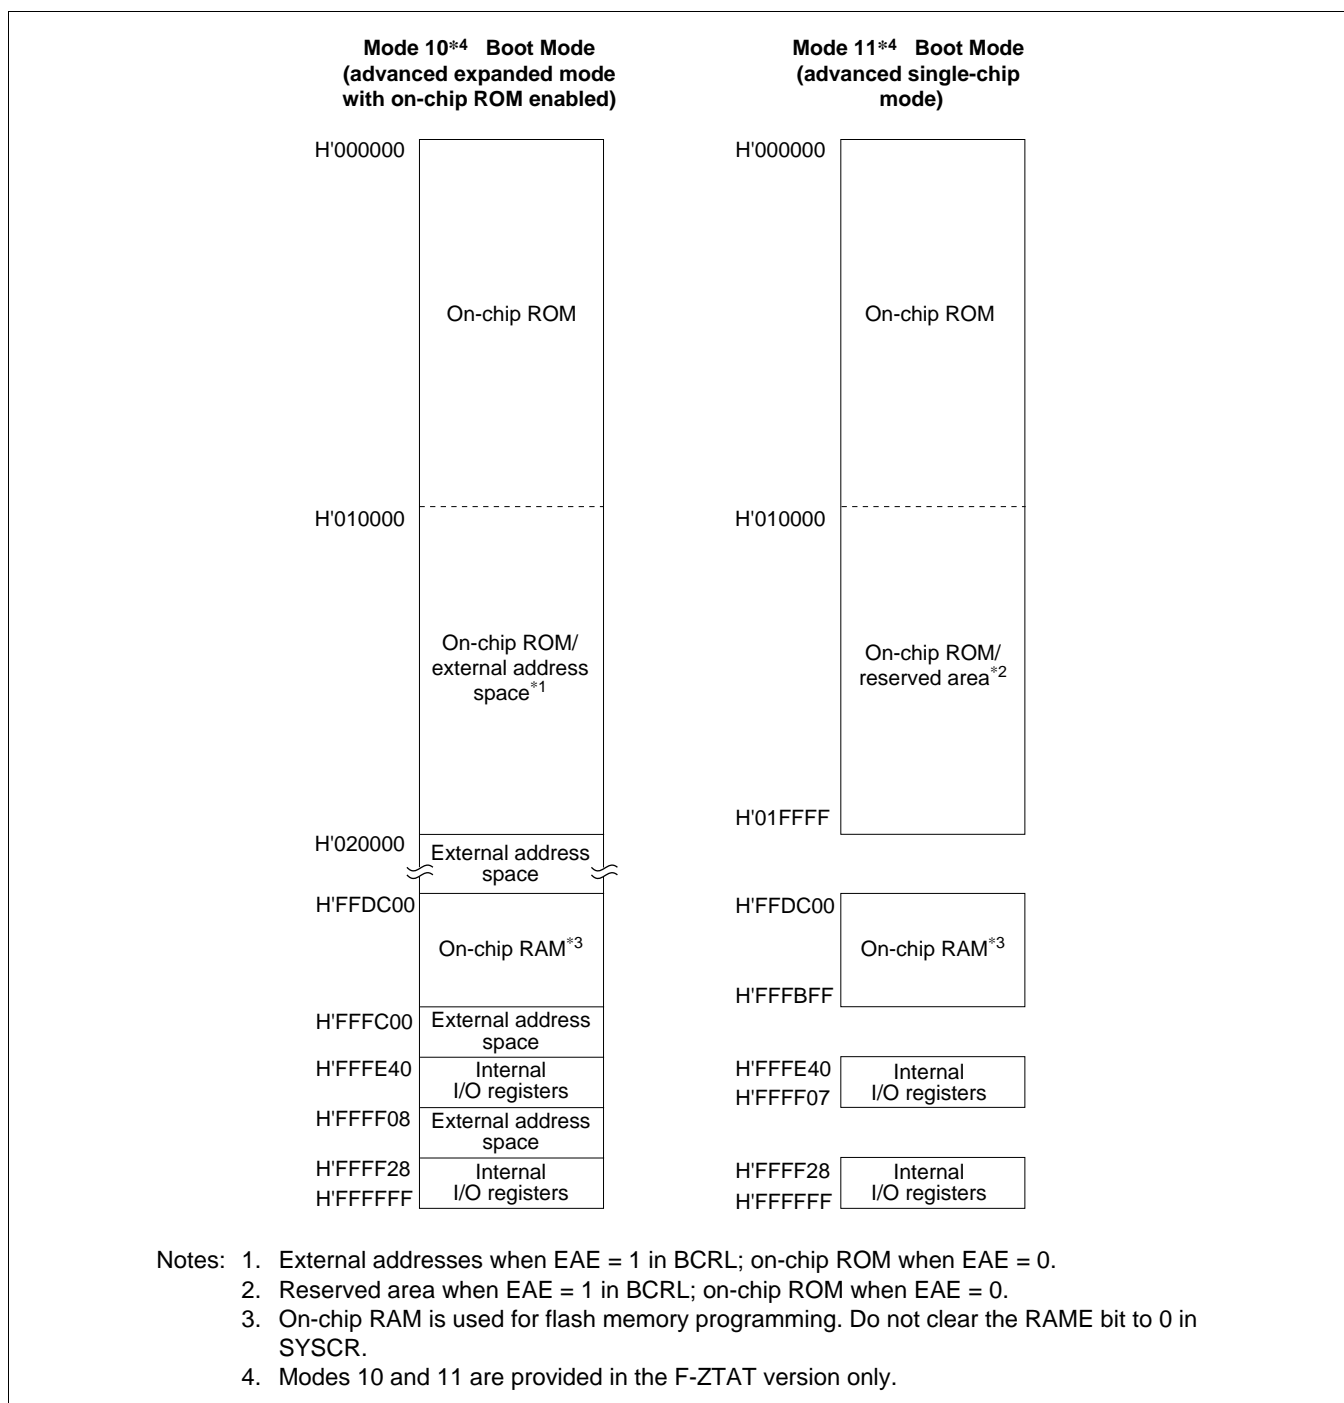 Mode 10*4 Boot Mode
(advanced expanded mode
with on-chip ROM enabled)
H'000000
On-chip ROM
H'010000
On-chip ROM/
external address
space*1
H'020000
External address
space
H'FFDC00
On-chip RAM*3
H'FFFC00
External address
space
H'FFFE40
Internal
I/O registers
H'FFFF08
External address
space
H'FFFF28
Internal
I/O registers
H'FFFFFF
Mode 11*4 Boot Mode
(advanced single-chip
mode)
H'000000
On-chip ROM
H'010000
On-chip ROM/
reserved area*2
H'01FFFF
H'FFDC00
On-chip RAM*3
H'FFFBFF
H'FFFE40
Internal
I/O registers
H'FFFF07
H'FFFF28
Internal
I/O registers
H'FFFFFF
Notes: 1. External addresses when EAE = 1 in BCRL; on-chip ROM when EAE = 0.
2. Reserved area when EAE = 1 in BCRL; on-chip ROM when EAE = 0.
3. On-chip RAM is used for flash memory programming. Do not clear the RAME bit to 0 in
SYSCR.
4. Modes 10 and 11 are provided in the F-ZTAT version only.